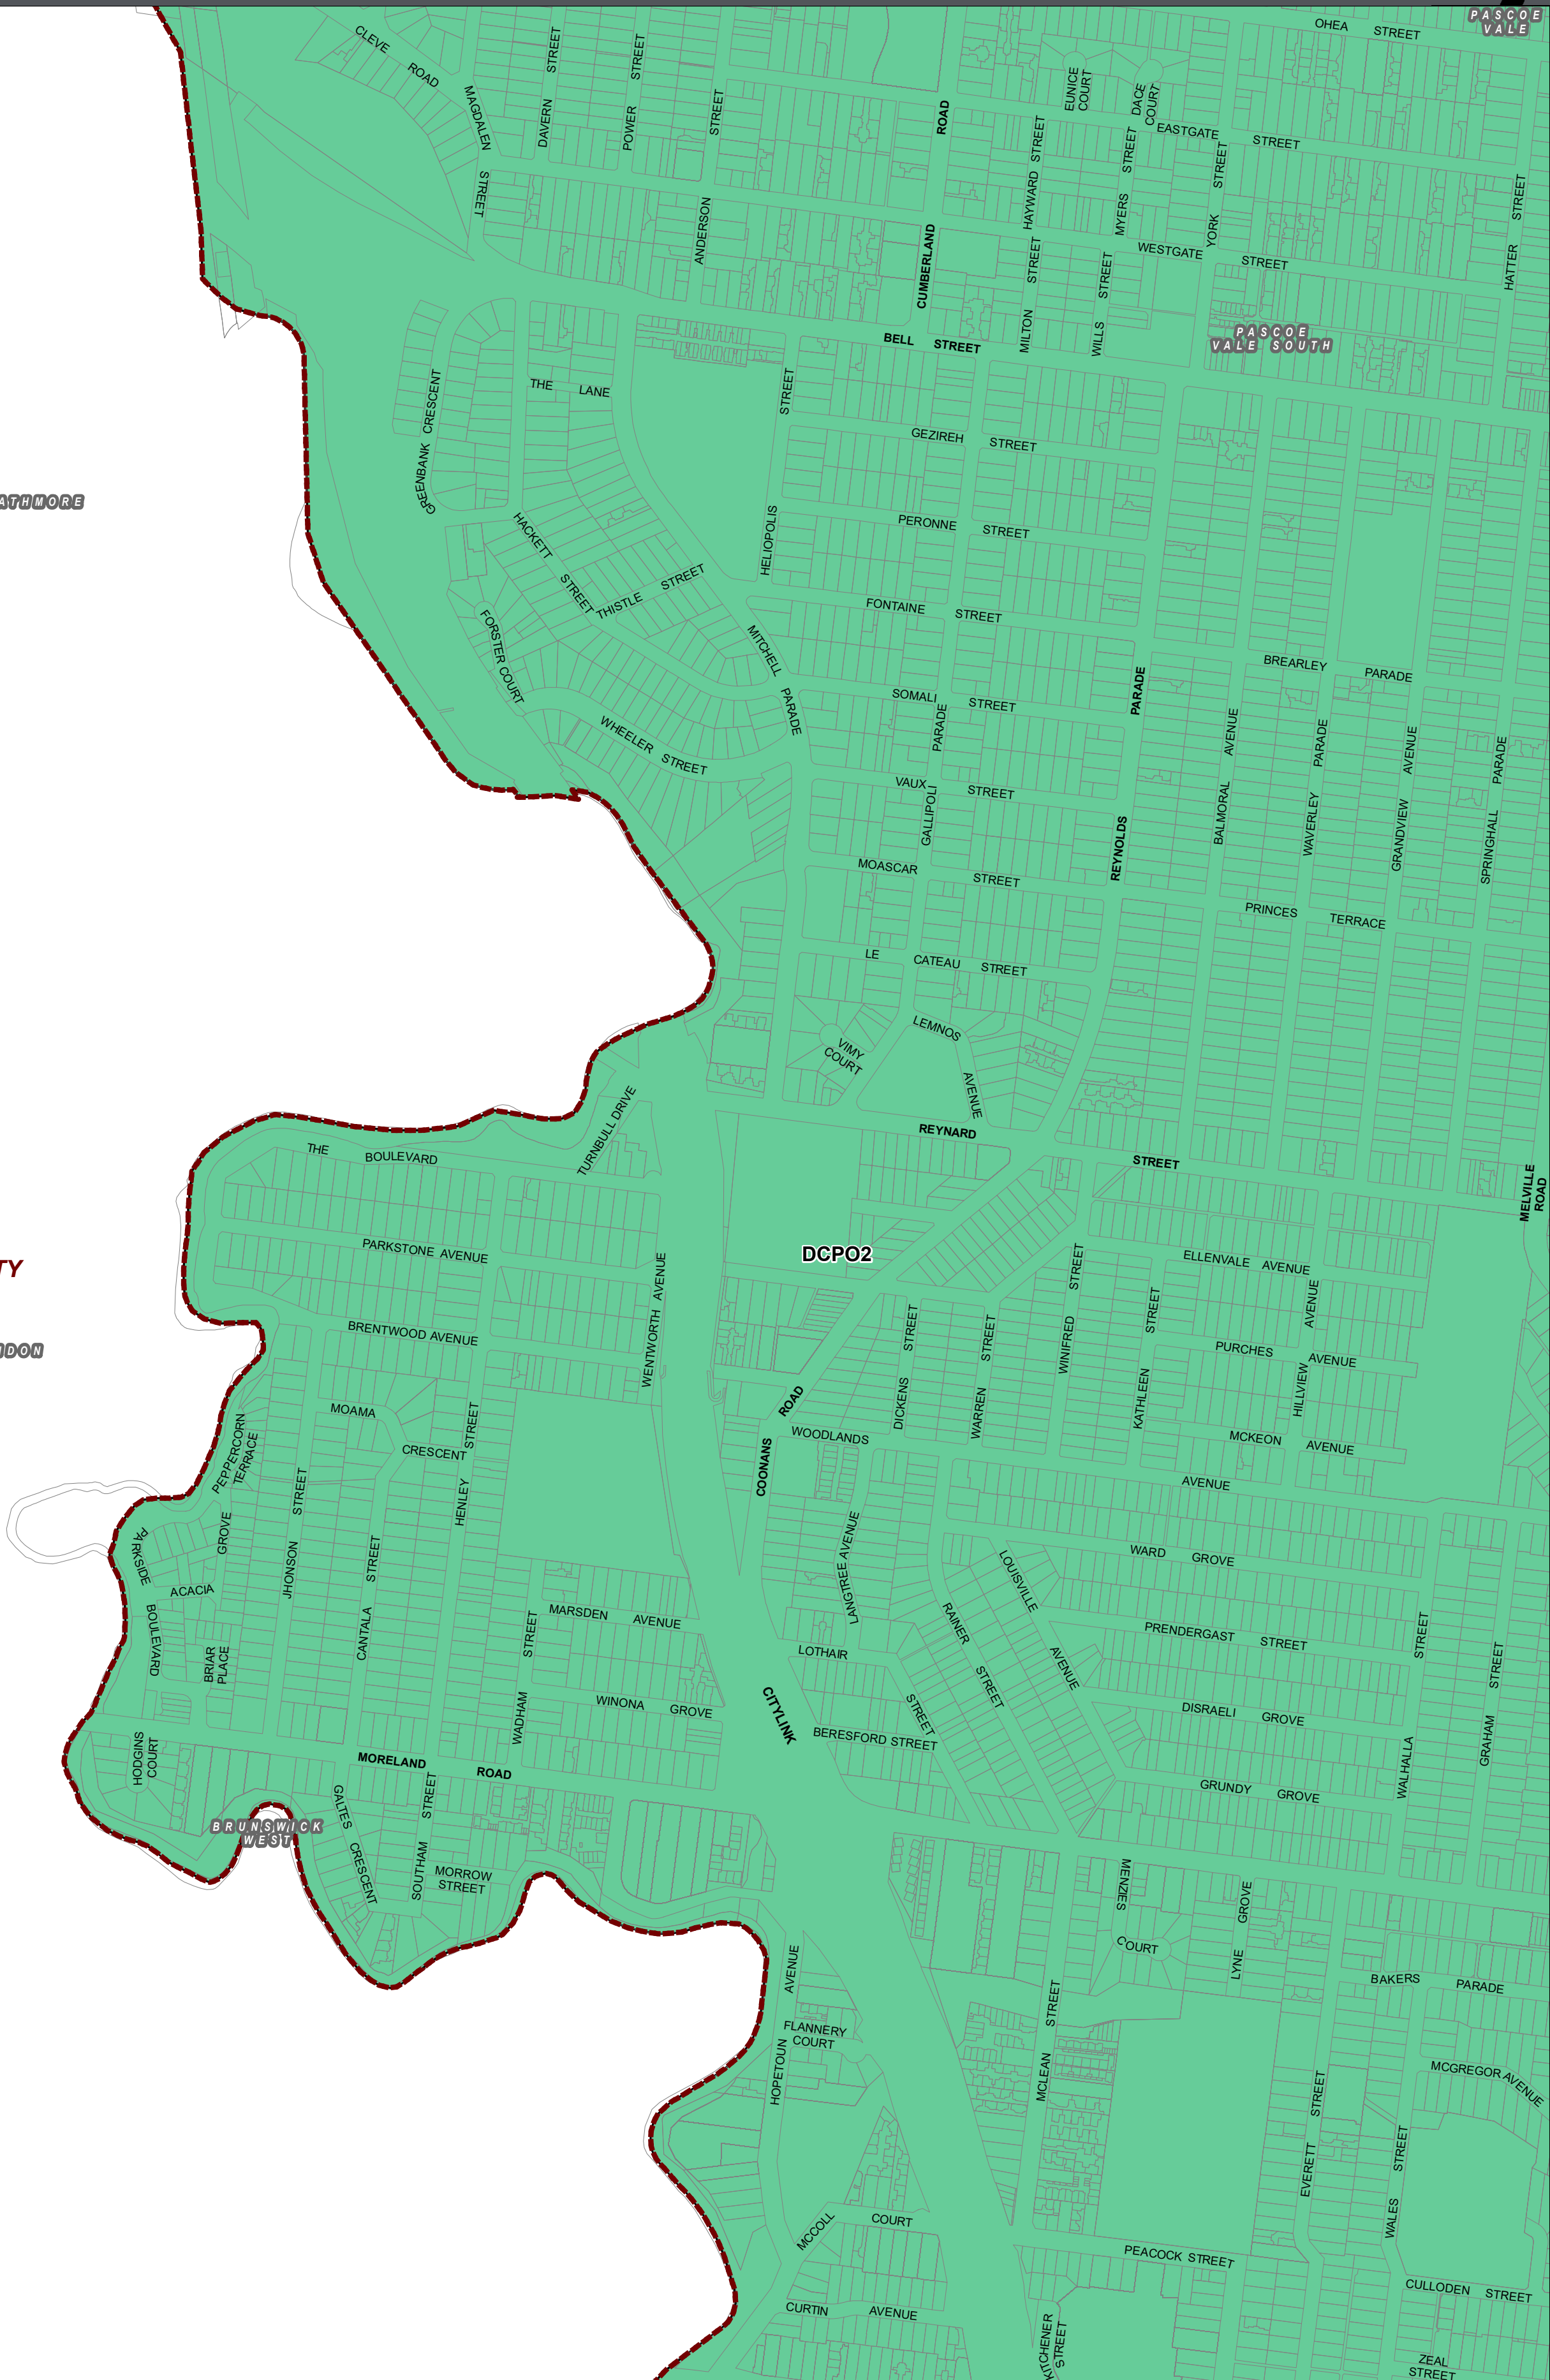 PASCOE
VALE
OHEA STREET
CLEVE ROAD
MAGDALEN STREET
DAVERN STREET
POWER STREET
ANDERSON STREET
CUMBERLAND ROAD
EUNICE
COURT
DACE
COURT
EASTGATE STREET
HAYWARD STREET
MYERS STREET
YORK STREET
WESTGATE STREET
HATTER STREET
MILTON STREET
WILLS STREET
PASCOE
VALE SOUTH
BELL STREET
THE LANE
GREENBANK CRESCENT
HELIOPOLIS STREET
GEZIREH STREET
ATHMORE
PERONNE STREET
HACKETT STREET
THISTLE STREET
FONTAINE STREET
FORSTER COURT
MITCHELL PARADE
BREARLEY PARADE
SOMALI STREET
GALLIPOLI PARADE
REYNOLDS PARADE
WHEELER STREET
BALMORAL AVENUE
WAVERLEY PARADE
GRANDVIEW AVENUE
SPRINGHALL PARADE
VAUX STREET
MOASCAR STREET
PRINCES TERRACE
LE CATEAU STREET
LEMNOS AVENUE
VIMY
COURT
TURNBULL DRIVE
REYNARD STREET
THE BOULEVARD
MELVILLE
ROAD
PARKSTONE AVENUE
DCPO2
ELLENVALE AVENUE
TY
WENTWORTH AVENUE
BRENTWOOD AVENUE
NDON
DICKENS STREET
WARREN STREET
WINIFRED STREET
KATHLEEN STREET
PURCHES AVENUE
HILLVIEW AVENUE
MOAMA CRESCENT
PEPPERCORN
TERRACE
HENLEY STREET
COONANS ROAD
WOODLANDS AVENUE
MCKEON AVENUE
JHONSON STREET
CANTALA STREET
PARKSIDE BOULEVARD
ACACIA GROVE
BRIAR
PLACE
LANGTREE AVENUE
WARD GROVE
LOUISVILLE AVENUE
MARSDEN AVENUE
WADHAM STREET
RAINER STREET
PRENDERGAST STREET
LOTHAIR STREET
WINONA GROVE
CITYLINK
BERESFORD STREET
DISRAELI GROVE
WALHALLA STREET
GRAHAM STREET
HODGINS
COURT
MORELAND ROAD
GRUNDY GROVE
BRUNSWICK
WEST
GALTES CRESCENT
SOUTHAM STREET
MORROW
STREET
MENZIES COURT
LYNE GROVE
BAKERS PARADE
HOPETOUN AVENUE
FLANNERY
COURT
MCLEAN STREET
MCGREGOR AVENUE
EVERETT STREET
WALES STREET
MCCOLL COURT
PEACOCK STREET
CULLODEN STREET
CURTIN AVENUE
KITCHENER
STREET
ZEAL
STREET